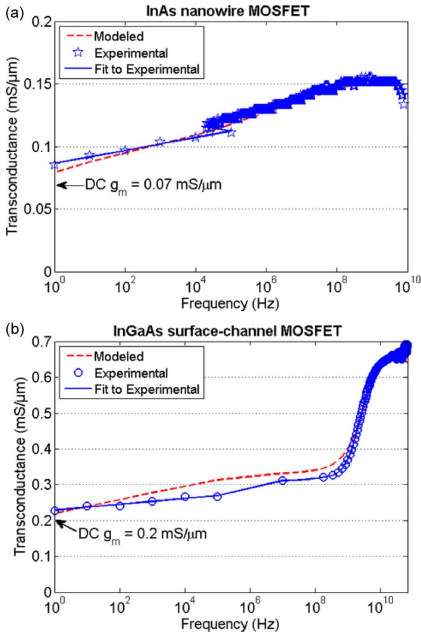 (a)
InAs nanowire MOSFET
Transconductance (mS/μm)
0.2
0.15
0.1
0.05
0
Modeled
Experimental
Fit to Experimental
DC gm = 0.07 mS/μm
10^0 10^2 10^4 10^6 10^8 10^10
Frequency (Hz)
(b)
InGaAs surface-channel MOSFET
Transconductance (mS/μm)
0.7
0.6
0.5
0.4
0.3
0.2
0.1
0
Modeled
Experimental
Fit to Experimental
DC gm = 0.2 mS/μm
10^0 10^2 10^4 10^6 10^8 10^10
Frequency (Hz)